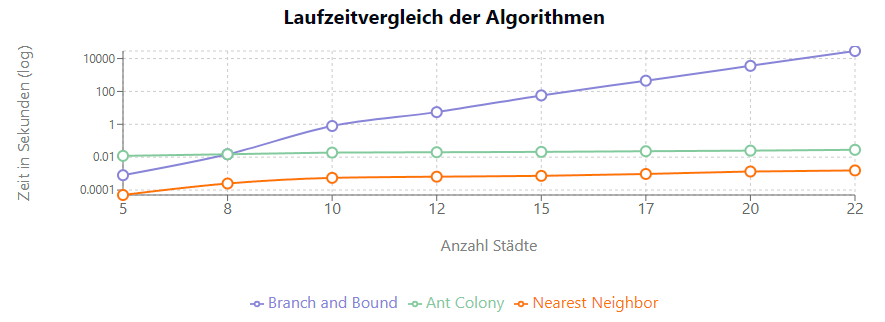 Laufzeitvergleich der Algorithmen
Zeit in Sekunden (log)
10000
100
1
0.01
0.0001
5 8 10 12 15 17 20 22
Anzahl Städte
Branch and Bound Ant Colony Nearest Neighbor